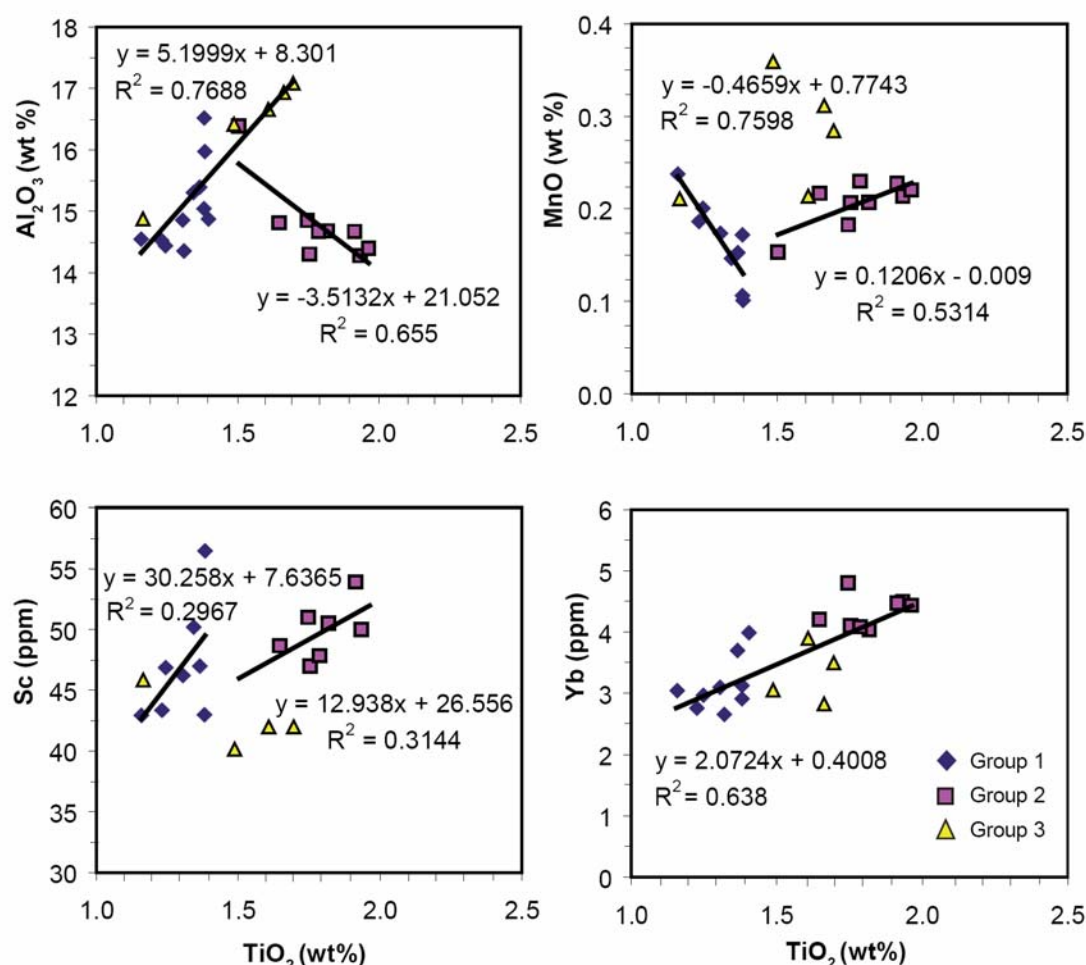 Al2O3 (wt %)
18
17
16
15
14
13
12
y = 5.1999x + 8.301
R2 = 0.7688
y = -3.5132x + 21.052
R2 = 0.655
1.0 1.5 2.0 2.5
MnO (wt %)
0.4
0.3
0.2
0.1
0.0
y = -0.4659x + 0.7743
R2 = 0.7598
y = 0.1206x - 0.009
R2 = 0.5314
1.0 1.5 2.0 2.5
Sc (ppm)
60
55
50
45
40
35
30
y = 30.258x + 7.6365
R2 = 0.2967
y = 12.938x + 26.556
R2 = 0.3144
1.0 1.5 2.0 2.5
TiO2 (wt%)
Yb (ppm)
6
5
4
3
2
1
0
y = 2.0724x + 0.4008
R2 = 0.638
Group 1
Group 2
Group 3
1.0 1.5 2.0 2.5
TiO2 (wt%)